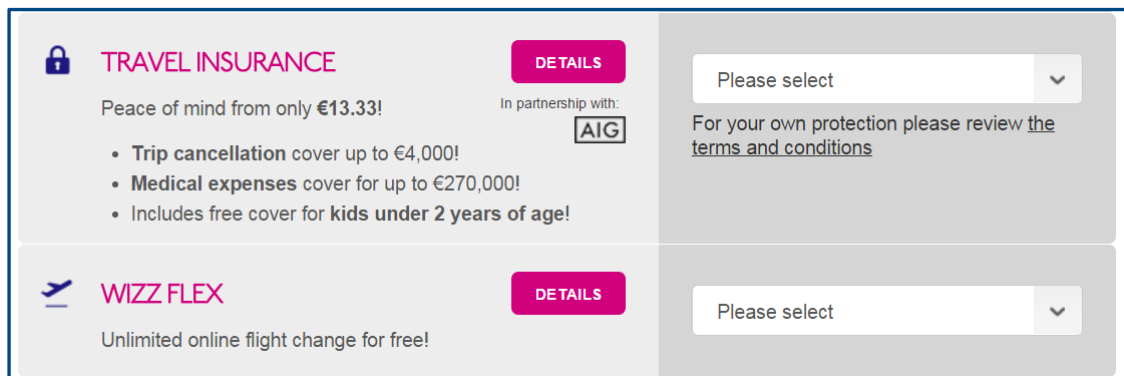 TRAVEL INSURANCE
DETAILS
Peace of mind from only €13.33!
In partnership with:
AIG
• Trip cancellation cover up to €4,000!
• Medical expenses cover for up to €270,000!
• Includes free cover for kids under 2 years of age!
Please select
For your own protection please review the
terms and conditions
WIZZ FLEX
DETAILS
Unlimited online flight change for free!
Please select